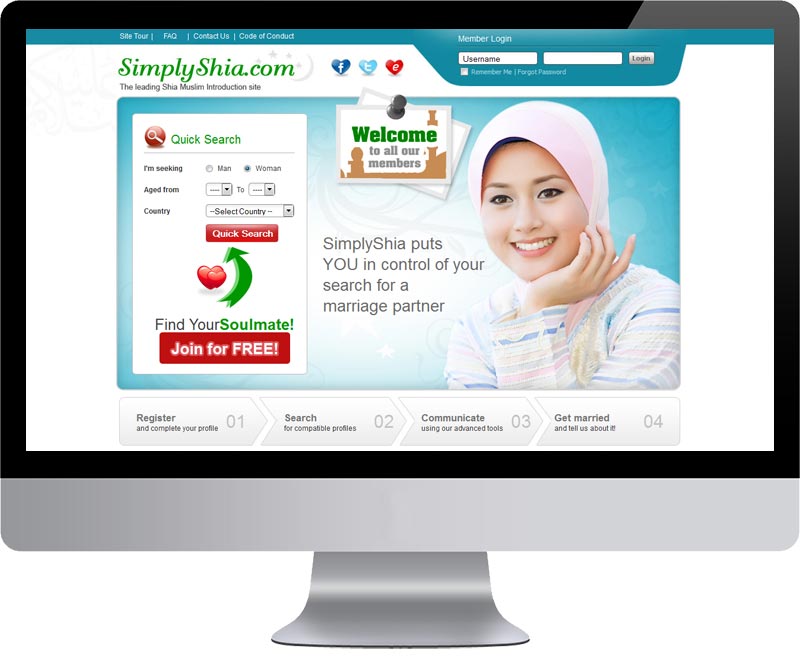 Site Tour | FAQ | Contact Us | Code of Conduct
Member Login
Username
Login
Remember Me | Forgot Password
SimplyShia.com
The leading Shia Muslim Introduction site
f t e
Welcome
to all our
members
Quick Search
I'm seeking Man Woman
Aged from ---- To ----
Country --Select Country --
Quick Search
Find YourSoulmate!
Join for FREE!
SimplyShia puts
YOU in control of your
search for a
marriage partner
Register
and complete your profile
01
Search
for compatible profiles
02
Communicate
using our advanced tools
03
Get married
and tell us about it!
04